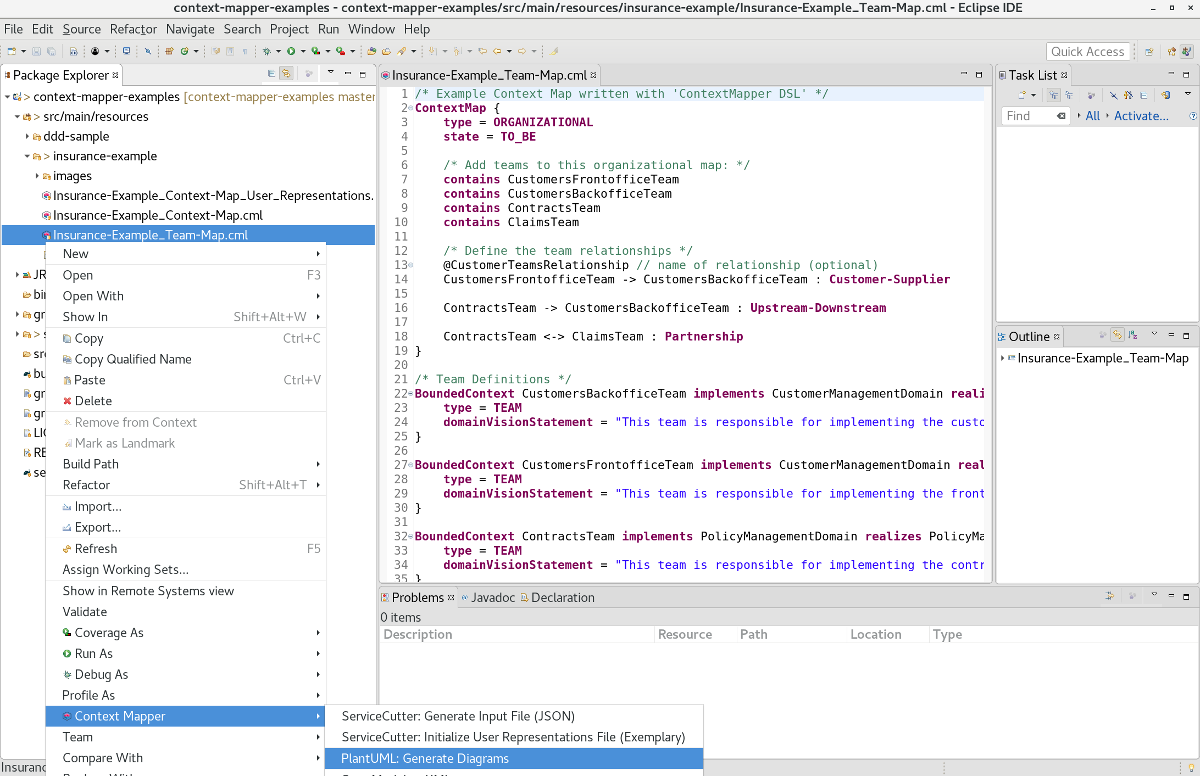 context-mapper-examples - context-mapper-examples/src/main/resources/insurance-example/Insurance-Example_Team-Map.cml - Eclipse IDE
File Edit Source Refactor Navigate Search Project Run Window Help
Quick Access
Package Explorer
> context-mapper-examples [context-mapper-examples master
> src/main/resources
ddd-sample
> insurance-example
images
Insurance-Example_Context-Map_User_Representations.
Insurance-Example_Context-Map.cml
Insurance-Example_Team-Map.cml
JR
bi
gr
> s
src
bu
gr
gr
LIC
RE
se
New
Open F3
Open With
Show In Shift+Alt+W
Copy Ctrl+C
Copy Qualified Name
Paste Ctrl+V
Delete
Remove from Context
Mark as Landmark
Build Path
Refactor Shift+Alt+T
Import...
Export...
Refresh F5
Assign Working Sets...
Show in Remote Systems view
Validate
Coverage As
Run As
Debug As
Profile As
Context Mapper
Team
Compare With
ServiceCutter: Generate Input File (JSON)
ServiceCutter: Initialize User Representations File (Exemplary)
PlantUML: Generate Diagrams
Insurance-Example_Team-Map.cml
1 /* Example Context Map written with 'ContextMapper DSL' */
2 ContextMap {
3 type = ORGANIZATIONAL
4 state = TO_BE
5
6 /* Add teams to this organizational map: */
7 contains CustomersFrontofficeTeam
8 contains CustomersBackofficeTeam
9 contains ContractsTeam
10 contains ClaimsTeam
11
12 /* Define the team relationships */
13 @CustomerTeamsRelationship // name of relationship (optional)
14 CustomersFrontofficeTeam -> CustomersBackofficeTeam : Customer-Supplier
15
16 ContractsTeam -> CustomersBackofficeTeam : Upstream-Downstream
17
18 ContractsTeam <-> ClaimsTeam : Partnership
19 }
20
21 /* Team Definitions */
22 BoundedContext CustomersBackofficeTeam implements CustomerManagementDomain reali
23 type = TEAM
24 domainVisionStatement = "This team is responsible for implementing the custo
25 }
26
27 BoundedContext CustomersFrontofficeTeam implements CustomerManagementDomain real
28 type = TEAM
29 domainVisionStatement = "This team is responsible for implementing the front
30 }
31
32 BoundedContext ContractsTeam implements PolicyManagementDomain realizes PolicyMa
33 type = TEAM
34 domainVisionStatement = "This team is responsible for implementing the contr
35 }
Task List
Find All Activate...
Outline
Insurance-Example_Team-Map
Problems Javadoc Declaration
0 items
Description Resource Path Location Type
Insuranc